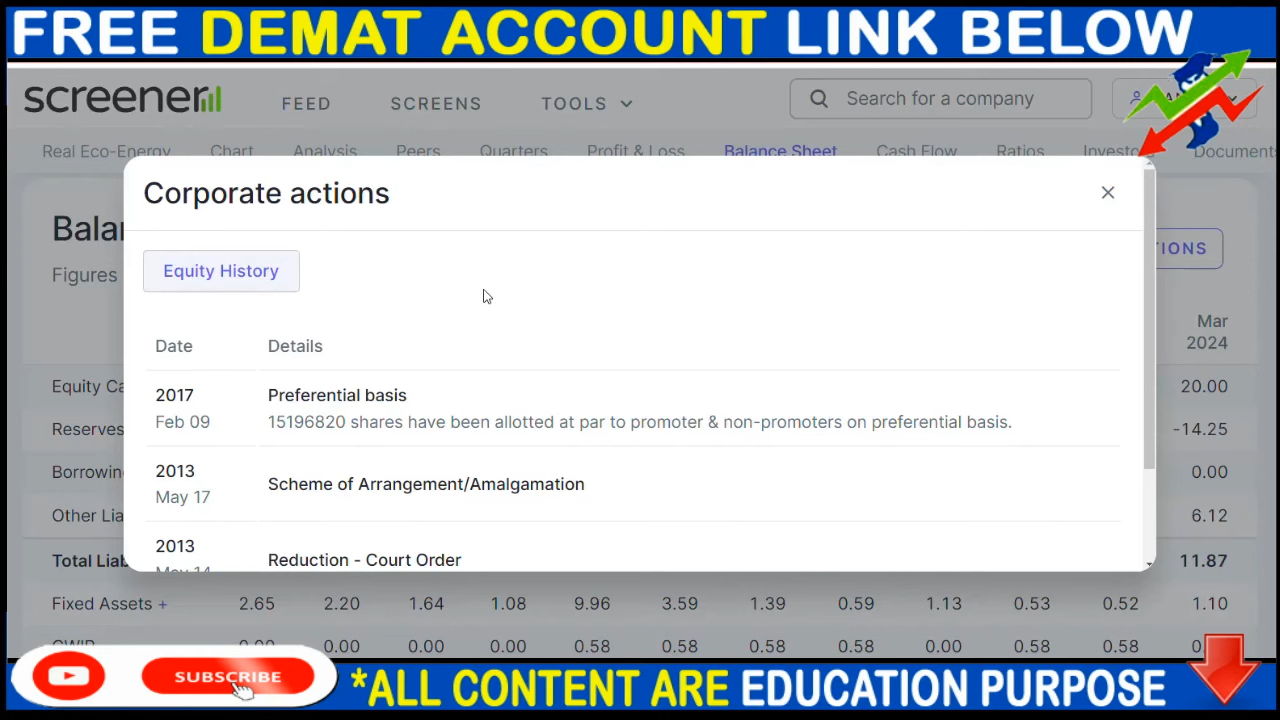 FREE DEMAT ACCOUNT LINK BELOW
screener
FEED
SCREENS
TOOLS
Search for a company
Real Eco-Energy
Chart
Analysis
Peers
Quarters
Profit & Loss
Balance Sheet
Cash Flow
Ratios
Documents
Corporate actions
Figures
Equity History
Mar
2024
Date Details
2017 Preferential basis
Feb 09 15196820 shares have been allotted at par to promoter & non-promoters on preferential basis.
2013
May 17 Scheme of Arrangement/Amalgamation
2013
May 14 Reduction - Court Order
20.00
Reserves -14.25
0.00
6.12
11.87
Fixed Assets + 2.65 2.20 1.64 1.08 9.96 3.59 1.39 0.59 1.13 0.53 0.52 1.10
CWIP 0.00 0.00 0.00 0.58 0.58 0.58 0.58 0.00 0.58 0.58
SUBSCRIBE
*ALL CONTENT ARE EDUCATION PURPOSE